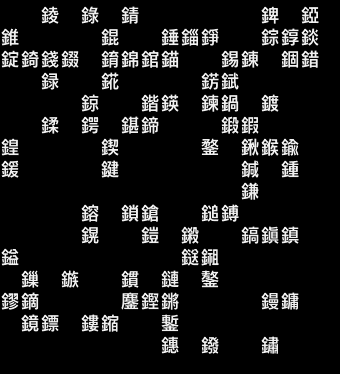 錂 錄 錆 錍 錏
錐 錕 錘 錙 錚 錝 錞 錟
錠 錡 錢 錣 錥 錦 錧 錨 錫 錬 錮 錯
録 錵 錺 錻
鍄 鍇 鍈 鍊 鍋 鍍
鍒 鍔 鍖 鍗 鍛 鍜
鍠 鍥 鍪 鍫 鍭 鍮
鍰 鍵 鍼 鍾
鎌
鎔 鎖 鎗 鎚 鎛
鎤 鎧 鎩 鎬 鎭 鎮
鎰 鎹 鎺
鏁 鏃 鏆 鏈 鏊
鏐 鏑 鏖 鏗 鏘 鏝 鏞
鏡 鏢 鏤 鏥 鏨
鏸 鏺 鏽